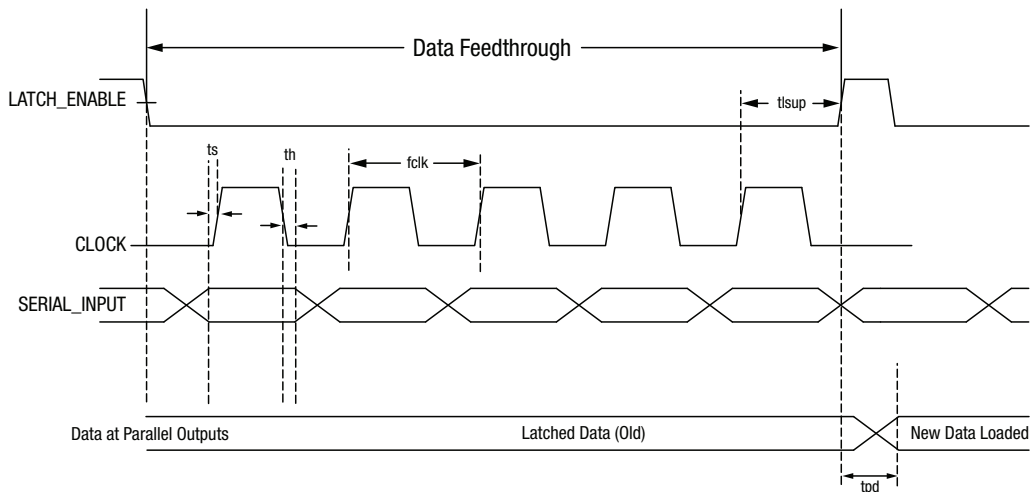 Data Feedthrough
LATCH_ENABLE
tlsup
ts
th
fclk
CLOCK
SERIAL_INPUT
Data at Parallel Outputs
Latched Data (Old)
New Data Loaded
tpd